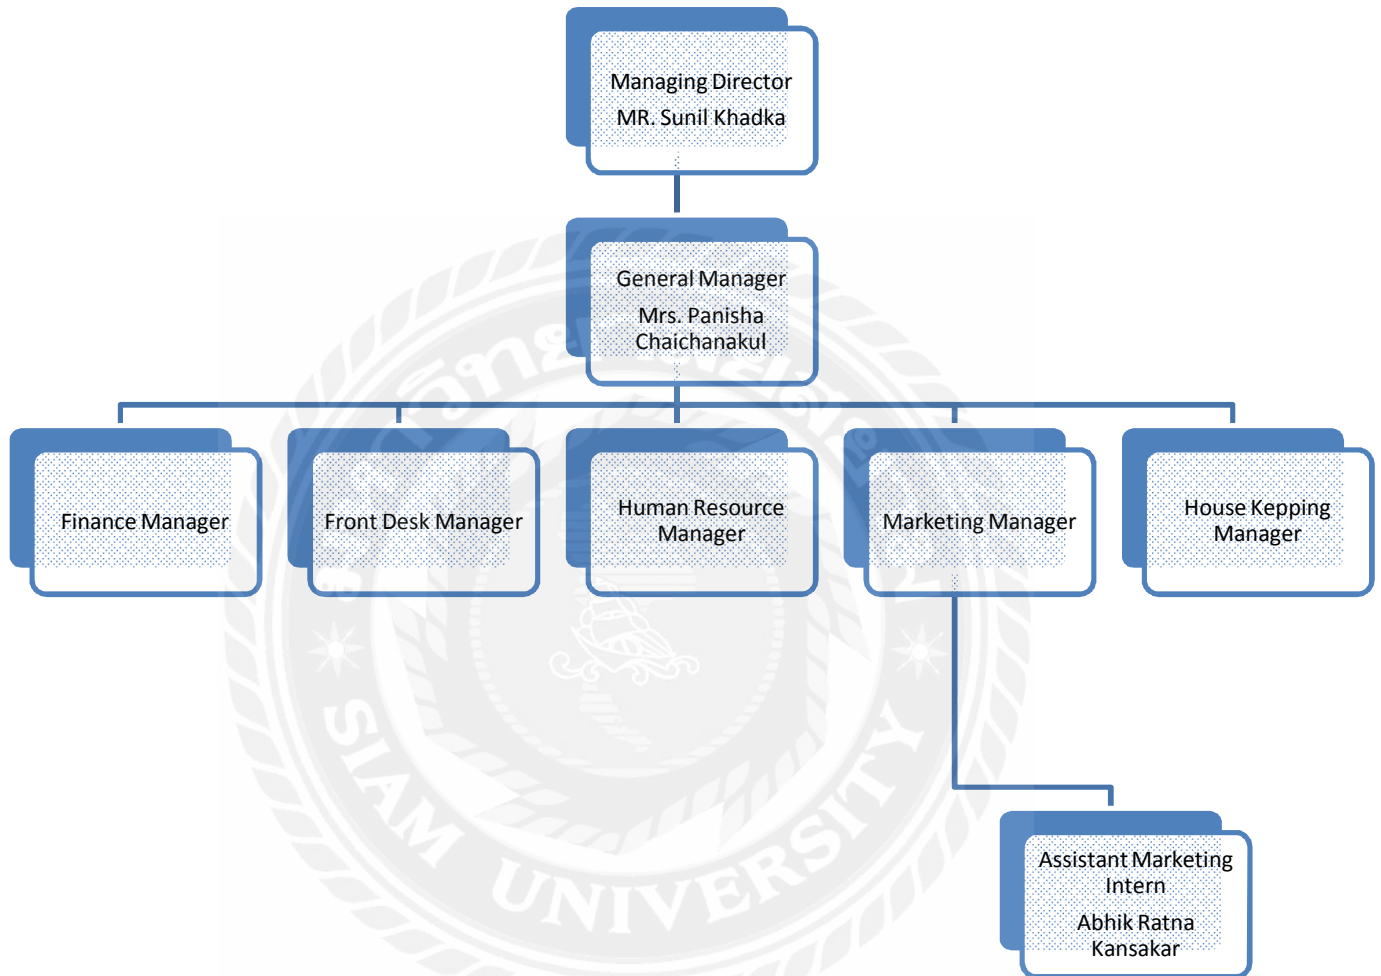 Managing Director
MR. Sunil Khadka
General Manager
Mrs. Panisha
Chaichanakul
Finance Manager
Front Desk Manager
Human Resource
Manager
Marketing Manager
House Kepping
Manager
Assistant Marketing
Intern
Abhik Ratna
Kansakar
SIAM UNIVERSITY